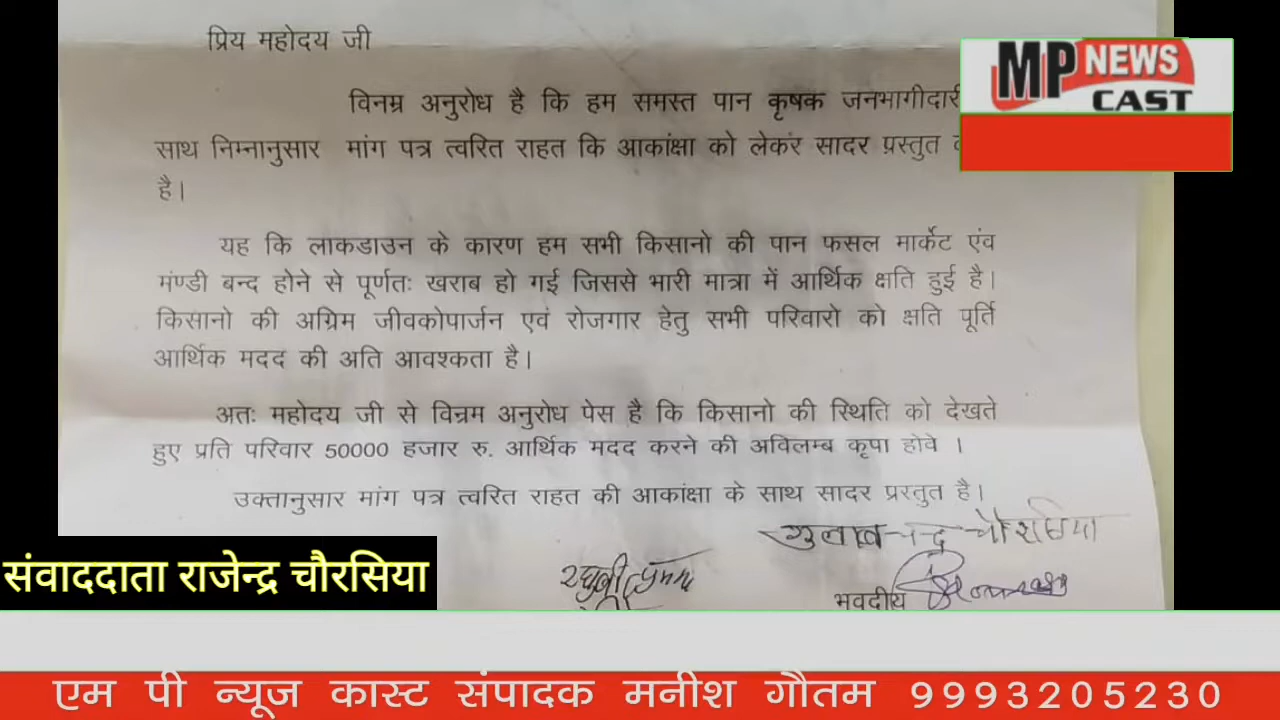 प्रिय महोदय जी
MP NEWS
CAST
विनम्र अनुरोध है कि हम समस्त पान कृषक जनभागीदारी
साथ निम्नानुसार मांग पत्र त्वरित राहत कि आकांक्षा को लेकर सादर प्रस्तुत
है।
यह कि लाकडाउन के कारण हम सभी किसानो की पान फसल मार्केट एंव
मंण्डी बन्द होने से पूर्णतः खराब हो गई जिससे भारी मात्रा में आर्थिक क्षति हुई है।
किसानो की अग्रिम जीवकोपार्जन एवं रोजगार हेतु सभी परिवारो को क्षति पूर्ति
आर्थिक मदद की अति आवश्कता है।
अतः महोदय जी से विन्रम अनुरोध पेस है कि किसानो की स्थिति को देखते
हुए प्रति परिवार 50000 हजार रु. आर्थिक मदद करने की अविलम्ब कृपा होवे ।
उक्तानुसार मांग पत्र त्वरित राहत की आकांक्षा के साथ सादर प्रस्तुत है।
गुलाब चन्द्र चौरसिया
भवदीय
संवाददाता राजेन्द्र चौरसिया
एम पी न्यूज कास्ट संपादक मनीश गौतम 9993205230